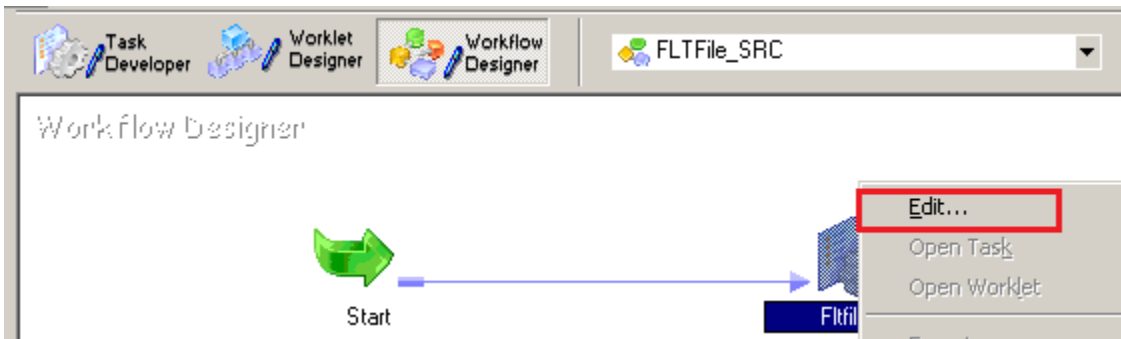 Task
Developer
Worklet
Designer
Workflow
Designer
FLTFile_SRC
Workflow Designer
Edit...
Open Task
Open Worklet
Start
Fltfil